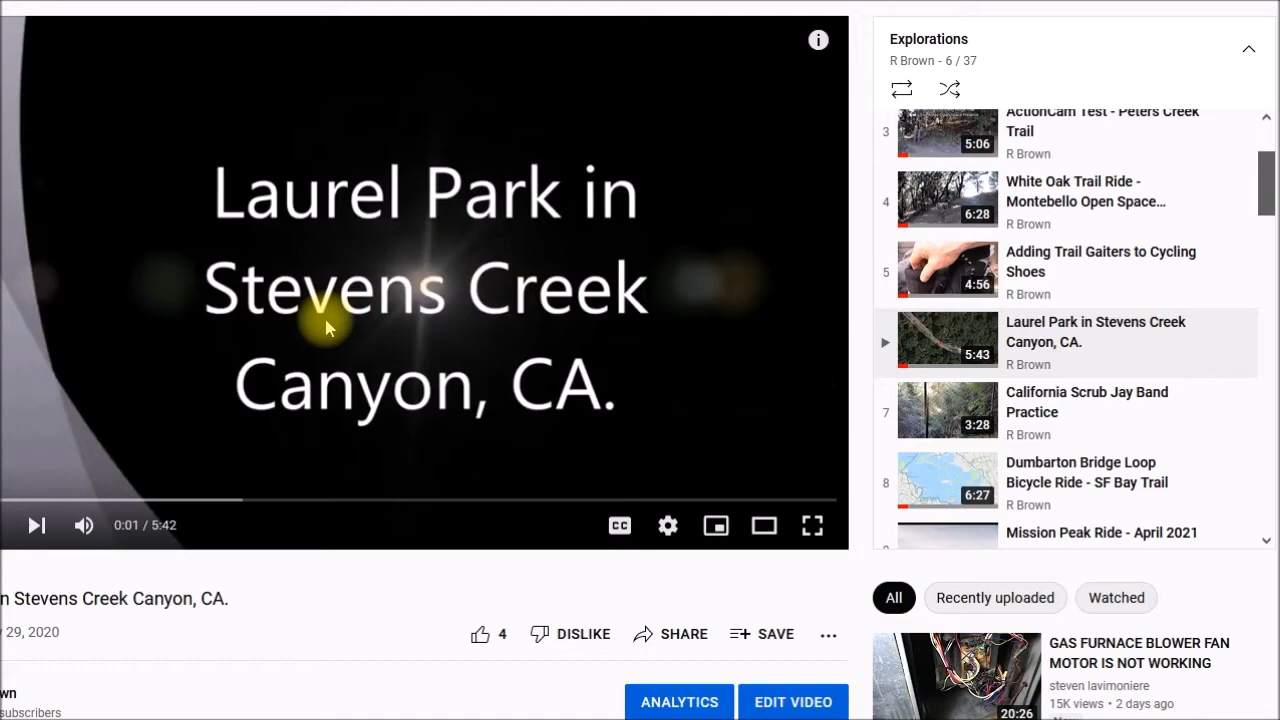 Laurel Park in
Stevens Creek
Canyon, CA.
CC
0:01 / 5:42
n Stevens Creek Canyon, CA.
29, 2020
4
DISLIKE
SHARE
SAVE
wn
subscribers
ANALYTICS
EDIT VIDEO
Explorations
R Brown - 6 / 37
3
5:06
ActionCam Test - Peters Creek
Trail
R Brown
4
6:28
White Oak Trail Ride -
Montebello Open Space...
R Brown
5
4:56
Adding Trail Gaiters to Cycling
Shoes
R Brown
5:43
Laurel Park in Stevens Creek
Canyon, CA.
R Brown
7
3:28
California Scrub Jay Band
Practice
R Brown
8
6:27
Dumbarton Bridge Loop
Bicycle Ride - SF Bay Trail
R Brown
Mission Peak Ride - April 2021
All
Recently uploaded
Watched
20:26
GAS FURNACE BLOWER FAN
MOTOR IS NOT WORKING
steven lavimoniere
15K views • 2 days ago